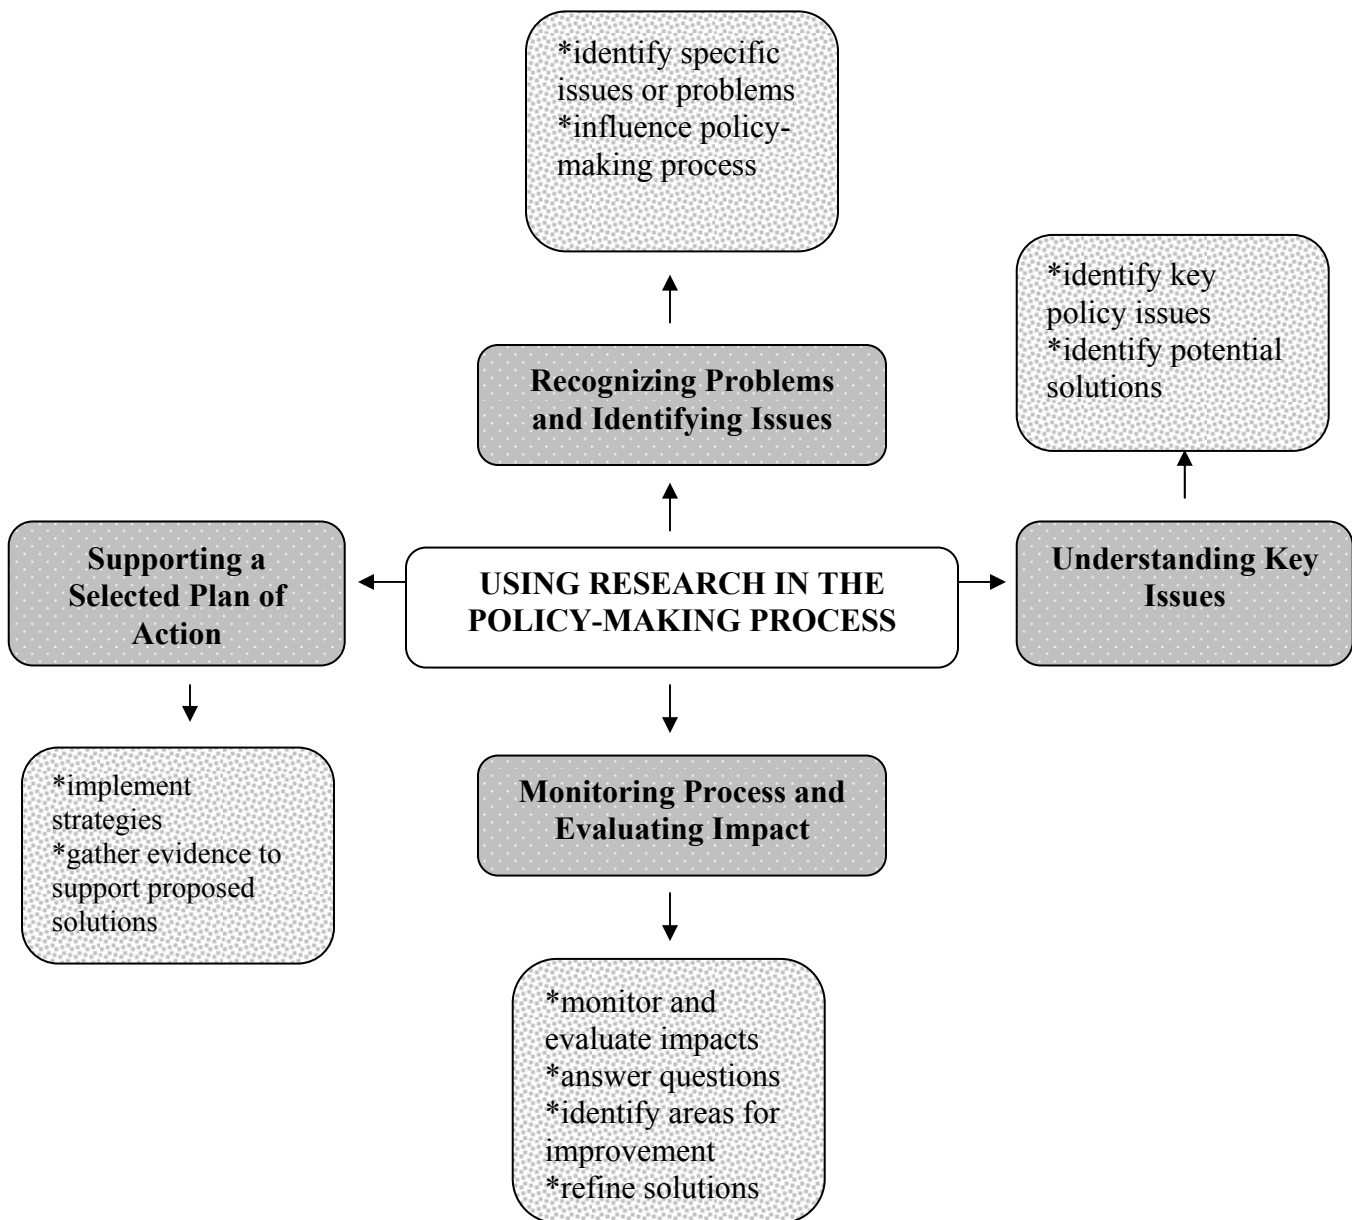 *identify specific
issues or problems
*influence policy-
making process
*identify key
policy issues
*identify potential
solutions
Recognizing Problems
and Identifying Issues
Supporting a
Selected Plan of
Action
USING RESEARCH IN THE
POLICY-MAKING PROCESS
Understanding Key
Issues
*implement
strategies
*gather evidence to
support proposed
solutions
Monitoring Process and
Evaluating Impact
*monitor and
evaluate impacts
*answer questions
*identify areas for
improvement
*refine solutions